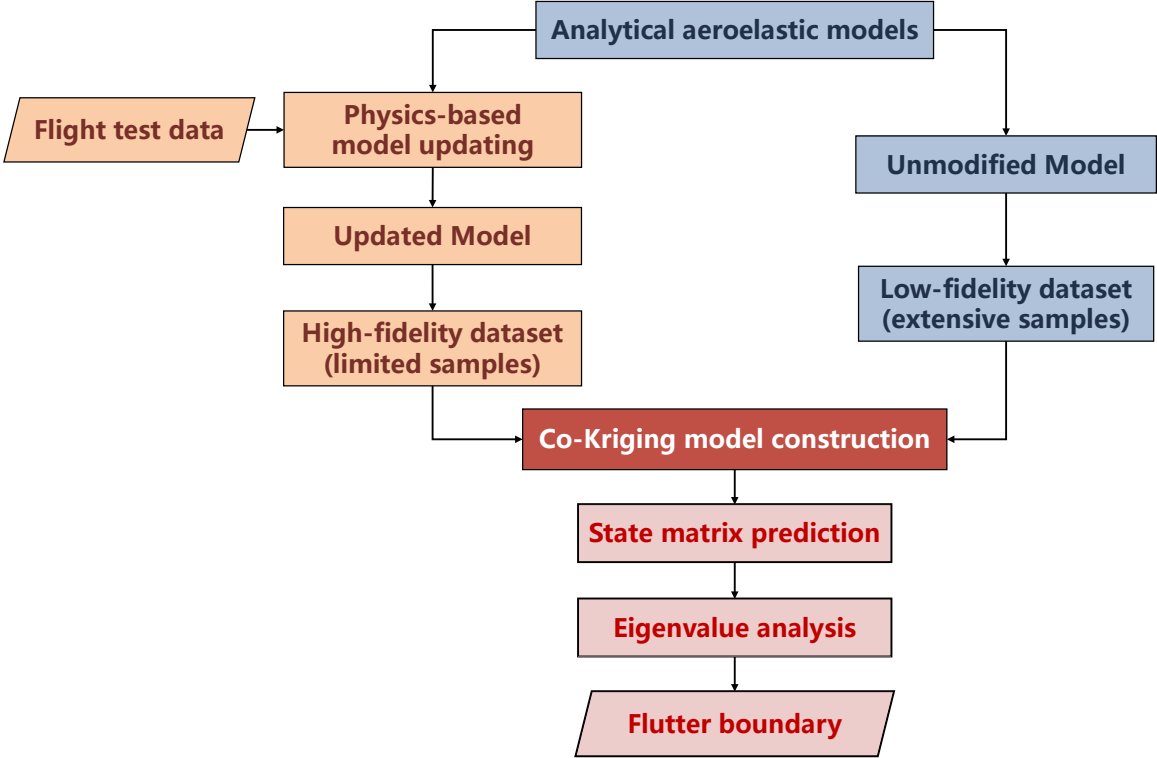 Analytical aeroelastic models
Flight test data
Physics-based
model updating
Unmodified Model
Updated Model
Low-fidelity dataset
(extensive samples)
High-fidelity dataset
(limited samples)
Co-Kriging model construction
State matrix prediction
Eigenvalue analysis
Flutter boundary